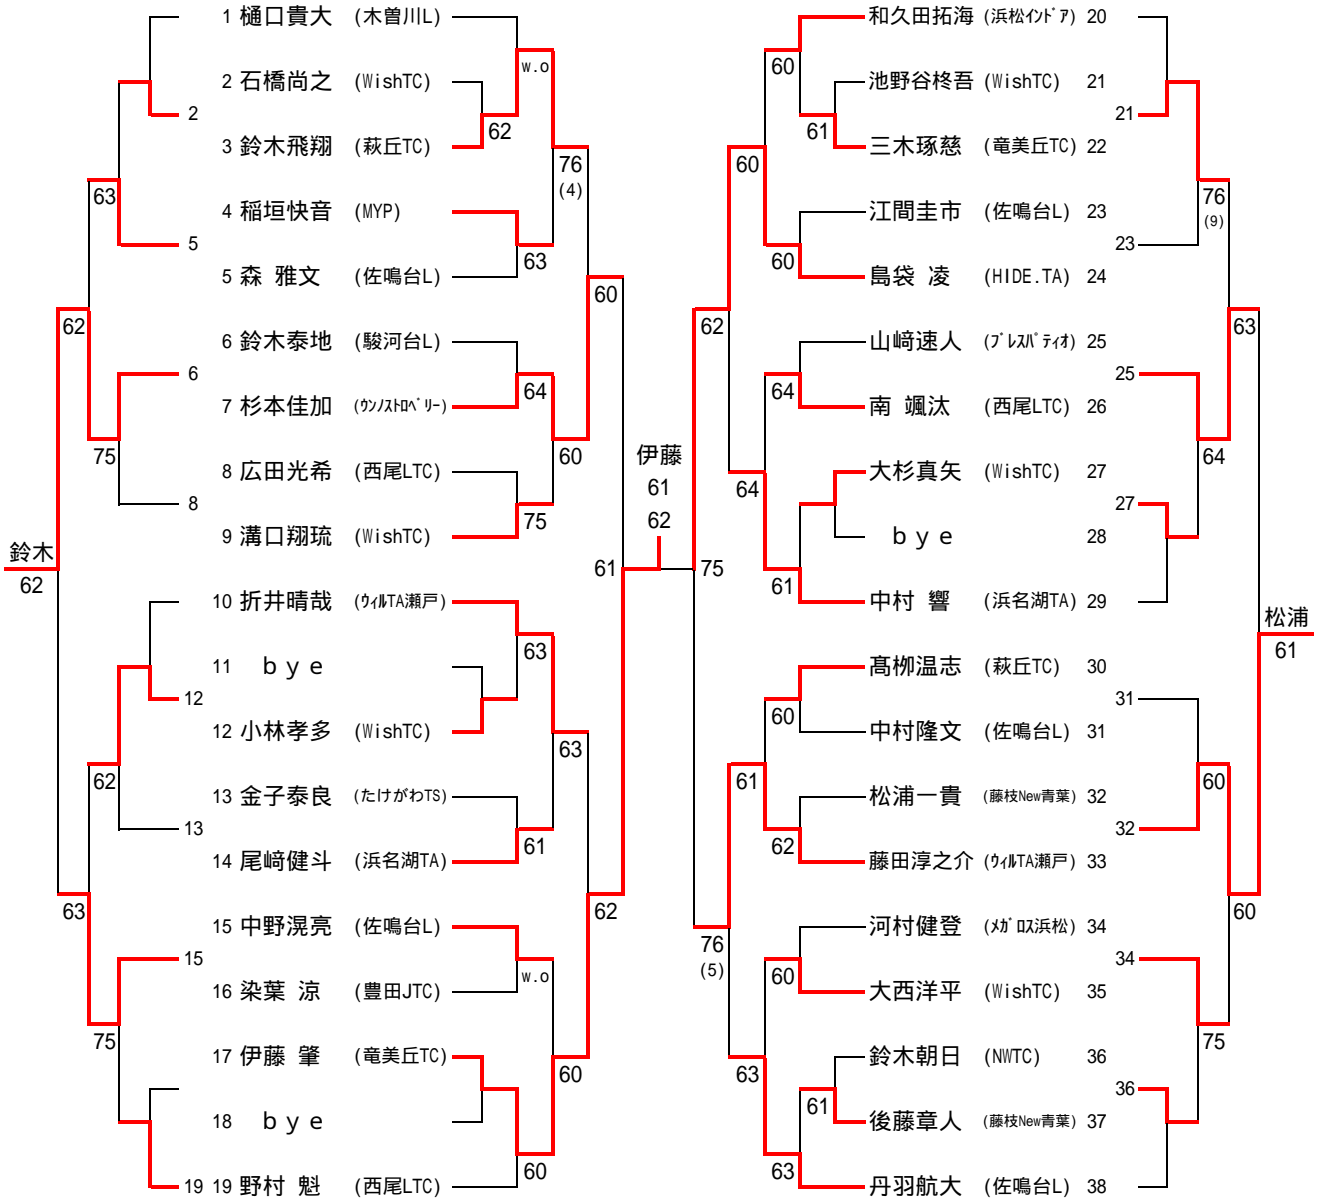 1 樋口貴大 (木曽川L)
2 石橋尚之 (WishTC)
3 鈴木飛翔 (萩丘TC)
4 稲垣快音 (MYP)
5 森 雅文 (佐鳴台L)
6 鈴木泰地 (駿河台L)
7 杉本佳加 (ウンノストロベリー)
8 広田光希 (西尾LTC)
9 溝口翔琉 (WishTC)
10 折井晴哉 (ウィルTA瀬戸)
11 bye
12 小林孝多 (WishTC)
13 金子泰良 (たけがわTS)
14 尾﨑健斗 (浜名湖TA)
15 中野滉亮 (佐鳴台L)
16 染葉 涼 (豊田JTC)
17 伊藤 肇 (竜美丘TC)
18 bye
19 野村 魁 (西尾LTC)
2
5
6
8
12
13
15
19
63
75
62
75
62
63
鈴木
62
w.o
62
63
64
75
63
61
w.o
60
76
(4)
60
63
60
60
62
61
伊藤
61
62
75
和久田拓海 (浜松インドア) 20
池野谷柊吾 (WishTC) 21
三木琢慈 (竜美丘TC) 22
江間圭市 (佐鳴台L) 23
島袋 凌 (HIDE.TA) 24
山﨑速人 (ブレスパティオ) 25
南 颯汰 (西尾LTC) 26
大杉真矢 (WishTC) 27
bye 28
中村 響 (浜名湖TA) 29
髙栁温志 (萩丘TC) 30
中村隆文 (佐鳴台L) 31
松浦一貴 (藤枝New青葉) 32
藤田淳之介 (ウィルTA瀬戸) 33
河村健登 (メガロス浜松) 34
大西洋平 (WishTC) 35
鈴木朝日 (NWTC) 36
後藤章人 (藤枝New青葉) 37
丹羽航大 (佐鳴台L) 38
60
61
60
60
64
61
64
62
60
62
61
60
61
63
63
76
(5)
21
23
25
27
31
32
34
36
76
(9)
64
63
60
75
60
松浦
61